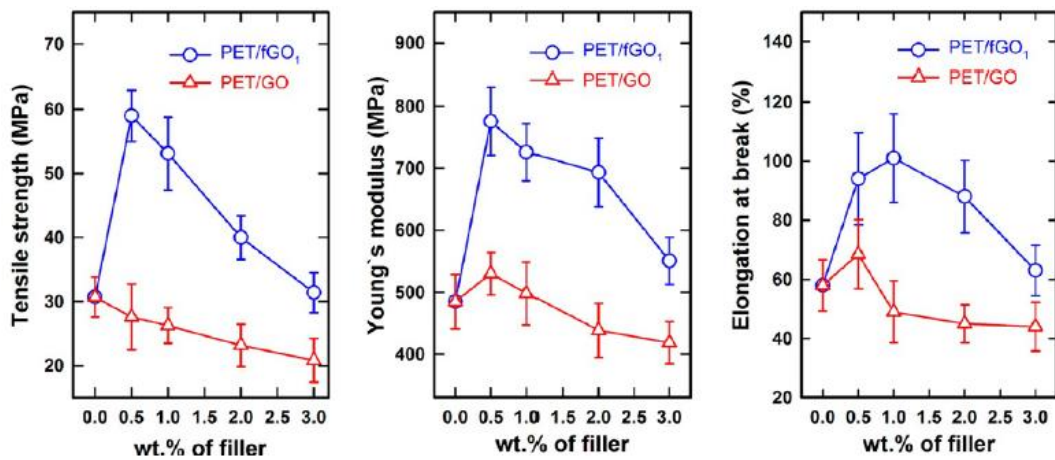 Tensile strength (MPa)
70
60
50
40
30
20
PET/fGO1
PET/GO
0.0 0.5 1.0 1.5 2.0 2.5 3.0
wt.% of filler
Young`s modulus (MPa)
900
800
700
600
500
400
PET/fGO1
PET/GO
0.0 0.5 1.0 1.5 2.0 2.5 3.0
wt.% of filler
Elongation at break (%)
140
120
100
80
60
40
20
PET/fGO1
PET/GO
0.0 0.5 1.0 1.5 2.0 2.5 3.0
wt.% of filler